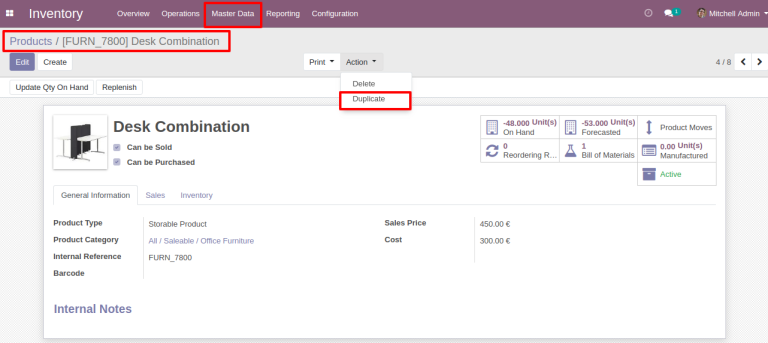 Inventory Overview Operations Master Data Reporting Configuration 1 Mitchell Admin
Products / [FURN_7800] Desk Combination
Edit Create Print Action 4 / 8
Delete
Duplicate
Update Qty On Hand Replenish
Desk Combination
Can be Sold
Can be Purchased
-48.000 Unit(s) On Hand
-53.000 Unit(s) Forecasted
Product Moves
0 Reordering R...
1 Bill of Materials
0.00 Unit(s) Manufactured
Active
General Information Sales Inventory
Product Type Storable Product
Product Category All / Saleable / Office Furniture
Internal Reference FURN_7800
Barcode
Sales Price 450.00 €
Cost 300.00 €
Internal Notes